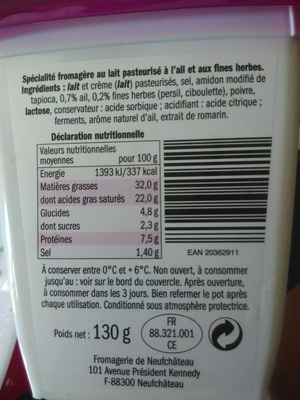 Spécialité fromagère au lait pasteurisé à l'ail et aux fines herbes.
Ingrédients : lait et crème (lait) pasteurisés, sel, amidon modifié de
tapioca, 0,7% ail, 0,2% fines herbes (persil, ciboulette), poivre,
lactose, conservateur : acide sorbique ; acidifiant : acide citrique ;
ferments, arôme naturel d'ail, extrait de romarin.
Déclaration nutritionnelle
Valeurs nutritionnelles
moyennes pour 100 g
Energie 1393 kJ/337 kcal
Matières grasses 32,0 g
dont acides gras saturés 22,0 g
Glucides 4,8 g
dont sucres 2,3 g
Protéines 7,5 g
Sel 1,40 g
EAN 20362911
À conserver entre 0°C et + 6°C. Non ouvert, à consommer
jusqu'au : voir sur le bord du couvercle. Après ouverture,
à consommer dans les 3 jours. Bien refermer le pot après
chaque utilisation. Conditionné sous atmosphère protectrice.
Poids net : 130 g
FR
88.321.001
CE
Fromagerie de Neufchâteau
101 Avenue Président Kennedy
F-88300 Neufchâteau